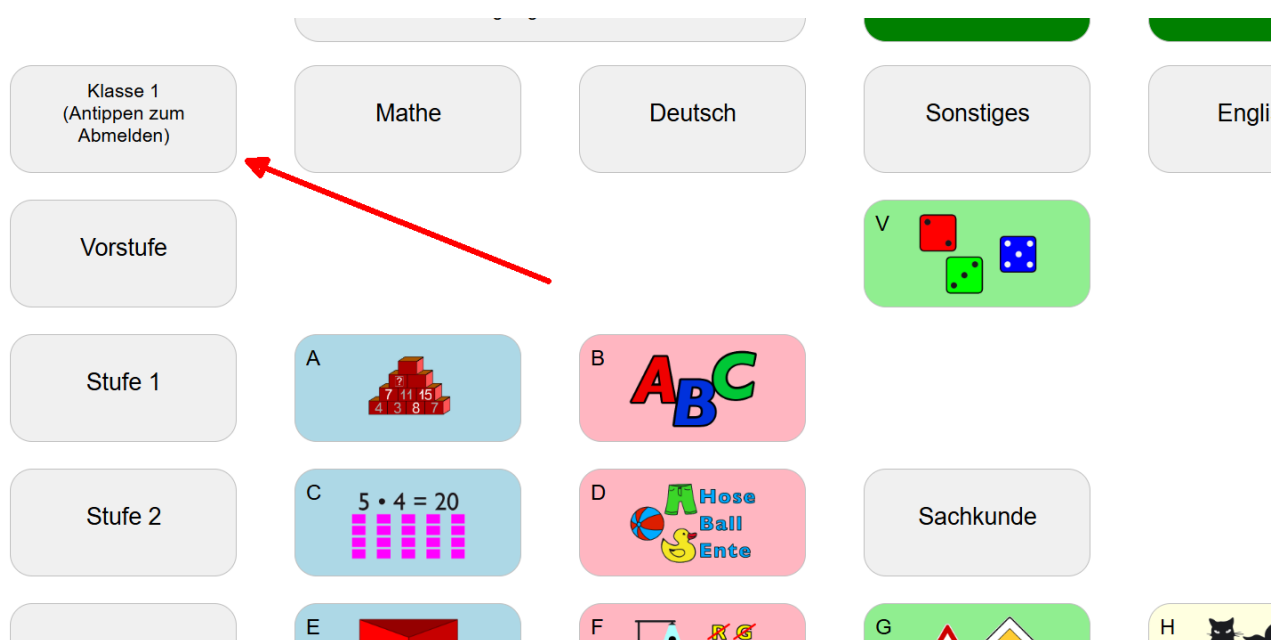 Klasse 1
(Antippen zum
Abmelden)
Mathe
Deutsch
Sonstiges
Engli
Vorstufe
V
Stufe 1
A
?
7 11 15
4 3 8 7
B
ABC
Stufe 2
C
5 • 4 = 20
D
Hose
Ball
Ente
Sachkunde
E
F
R G
G
H